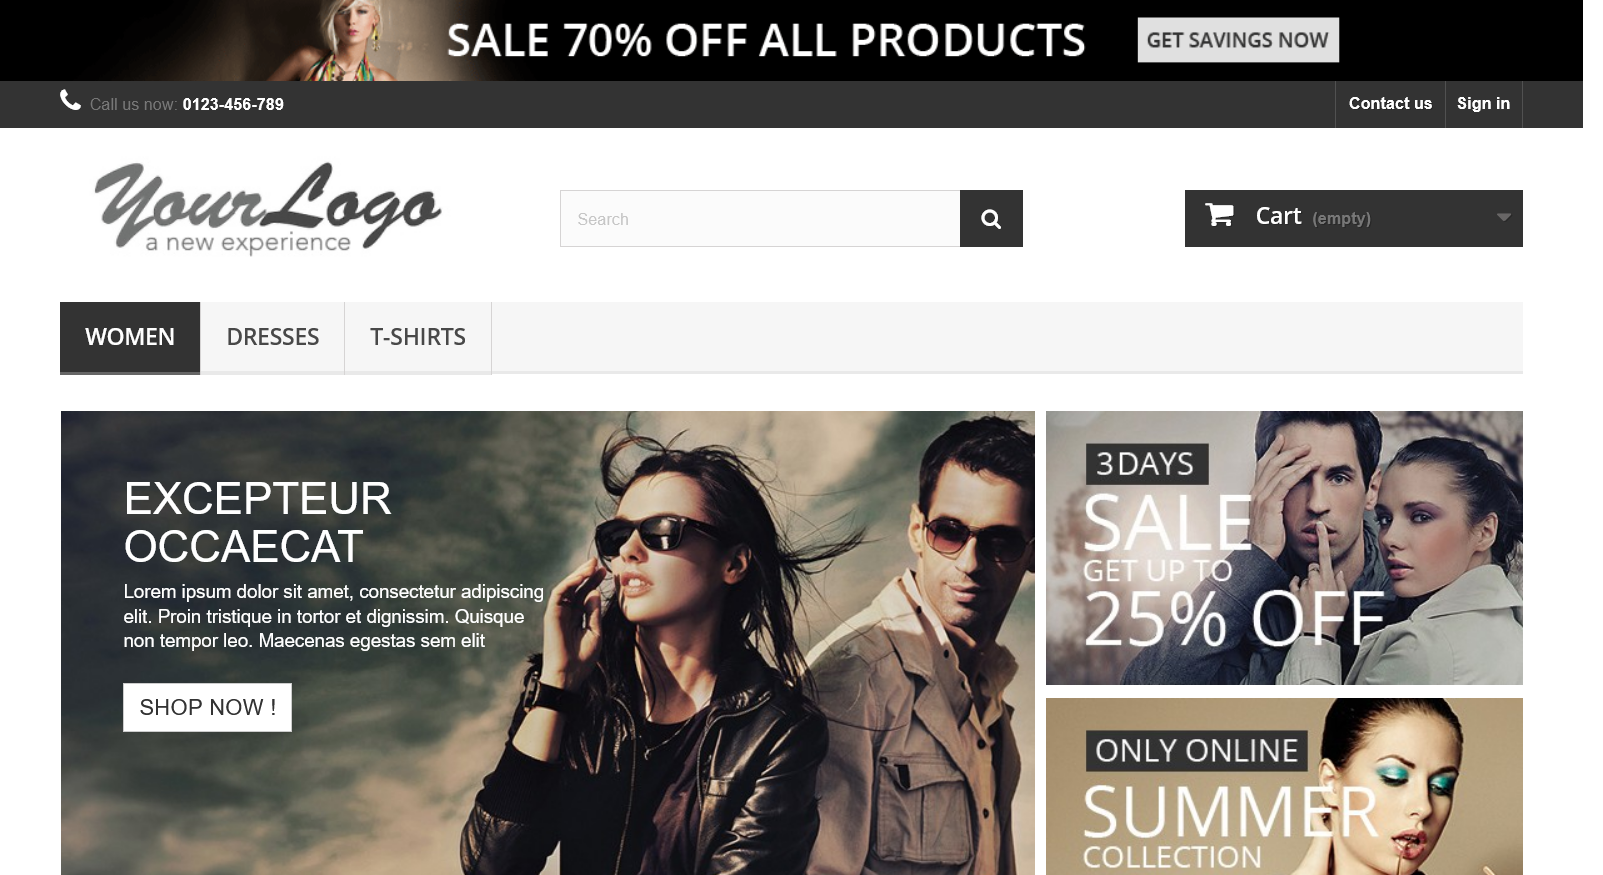 SALE 70% OFF ALL PRODUCTS
GET SAVINGS NOW
Call us now: 0123-456-789
Contact us
Sign in
YourLogo
a new experience
Search
Cart (empty)
WOMEN
DRESSES
T-SHIRTS
EXCEPTEUR
OCCAECAT
Lorem ipsum dolor sit amet, consectetur adipiscing
elit. Proin tristique in tortor et dignissim. Quisque
non tempor leo. Maecenas egestas sem elit
SHOP NOW !
3DAYS
SALE
GET UP TO
25% OFF
ONLY ONLINE
SUMMER
COLLECTION